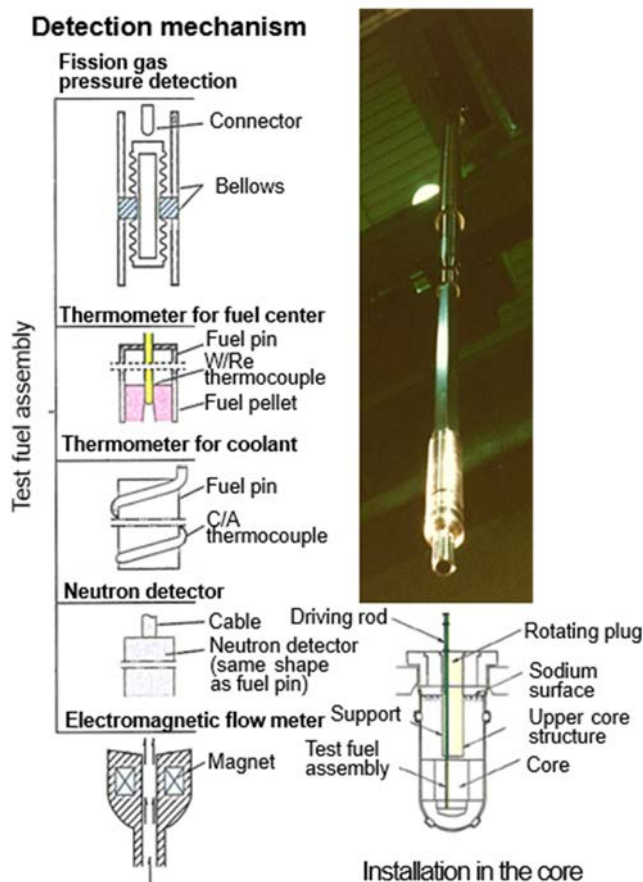 Detection mechanism
Fission gas
pressure detection
Connector
Bellows
Test fuel assembly
Thermometer for fuel center
Fuel pin
W/Re
thermocouple
Fuel pellet
Thermometer for coolant
Fuel pin
C/A
thermocouple
Neutron detector
Cable
Neutron detector
(same shape
as fuel pin)
Electromagnetic flow meter
Magnet
Driving rod
Rotating plug
Sodium
surface
Support
Upper core
structure
Test fuel
assembly
Core
Installation in the core